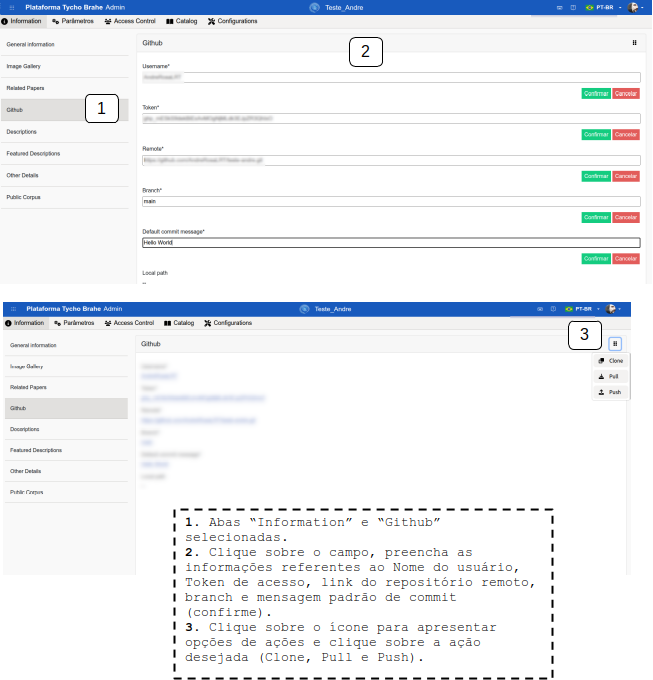 Plataforma Tycho Brahe Admin
Teste_Andre
PT-BR
Information Parâmetros Access Control Catalog Configurations
General information
Image Gallery
Related Papers
Github
Descriptions
Featured Descriptions
Other Details
Public Corpus
1
Github
2
Username*
Confirmar Cancelar
Token*
Confirmar Cancelar
Remote*
Confirmar Cancelar
Branch*
main
Confirmar Cancelar
Default commit message*
Hello World
Confirmar Cancelar
Local path
Plataforma Tycho Brahe Admin
Teste_Andre
PT-BR
Information Parâmetros Access Control Catalog Configurations
General information
Image Gallery
Related Papers
Github
Descriptions
Featured Descriptions
Other Details
Public Corpus
Github
3
Clone
Pull
Push
1. Abas “Information” e “Github”
selecionadas.
2. Clique sobre o campo, preencha as
informações referentes ao Nome do usuário,
Token de acesso, link do repositório remoto,
branch e mensagem padrão de commit
(confirme).
3. Clique sobre o ícone para apresentar
opções de ações e clique sobre a ação
desejada (Clone, Pull e Push).